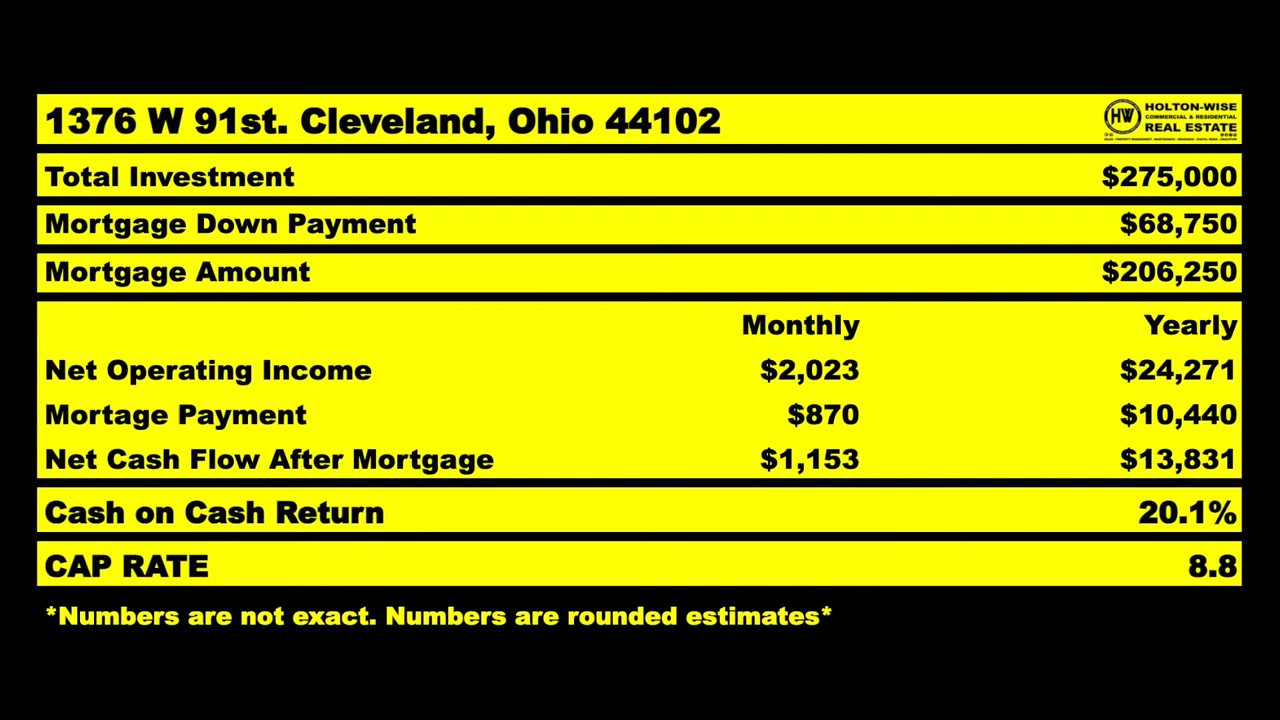 1376 W 91st. Cleveland, Ohio 44102
HW
HOLTON-WISE
COMMERCIAL & RESIDENTIAL
REAL ESTATE
Total Investment $275,000
Mortgage Down Payment $68,750
Mortgage Amount $206,250
Monthly Yearly
Net Operating Income $2,023 $24,271
Mortage Payment $870 $10,440
Net Cash Flow After Mortgage $1,153 $13,831
Cash on Cash Return 20.1%
CAP RATE 8.8
*Numbers are not exact. Numbers are rounded estimates*